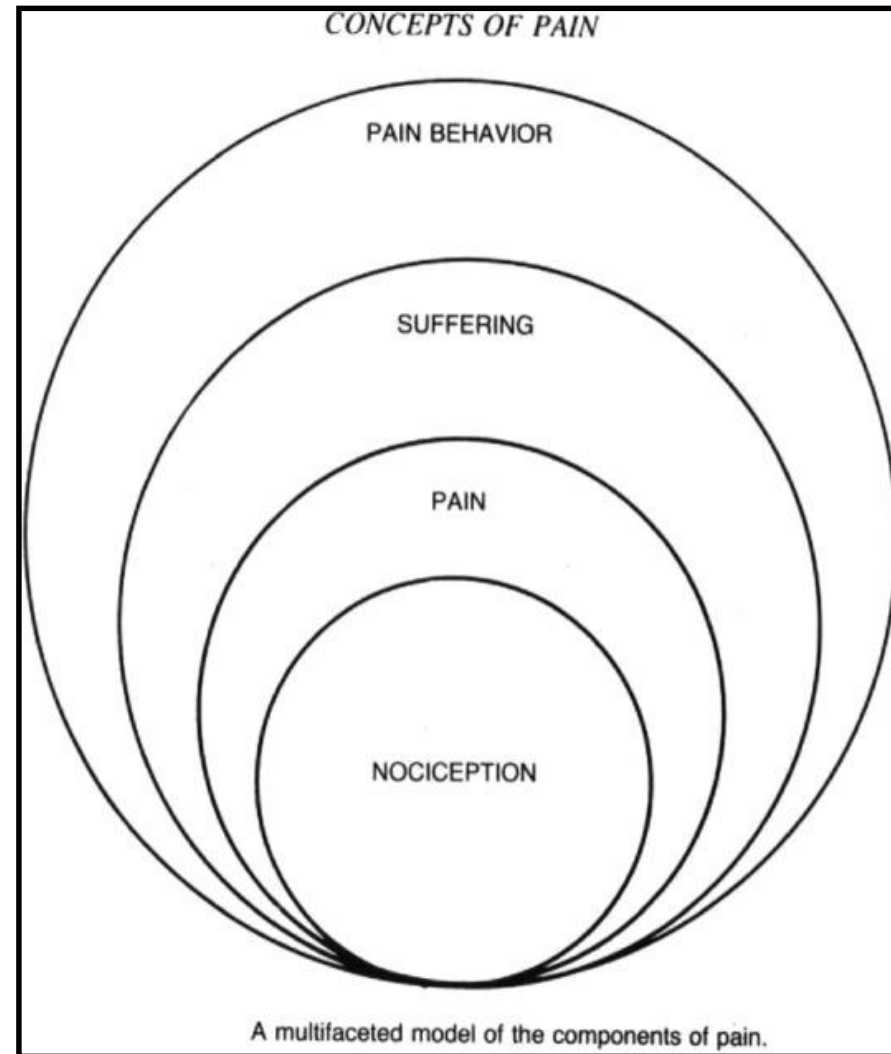 CONCEPTS OF PAIN
PAIN BEHAVIOR
SUFFERING
PAIN
NOCICEPTION
A multifaceted model of the components of pain.